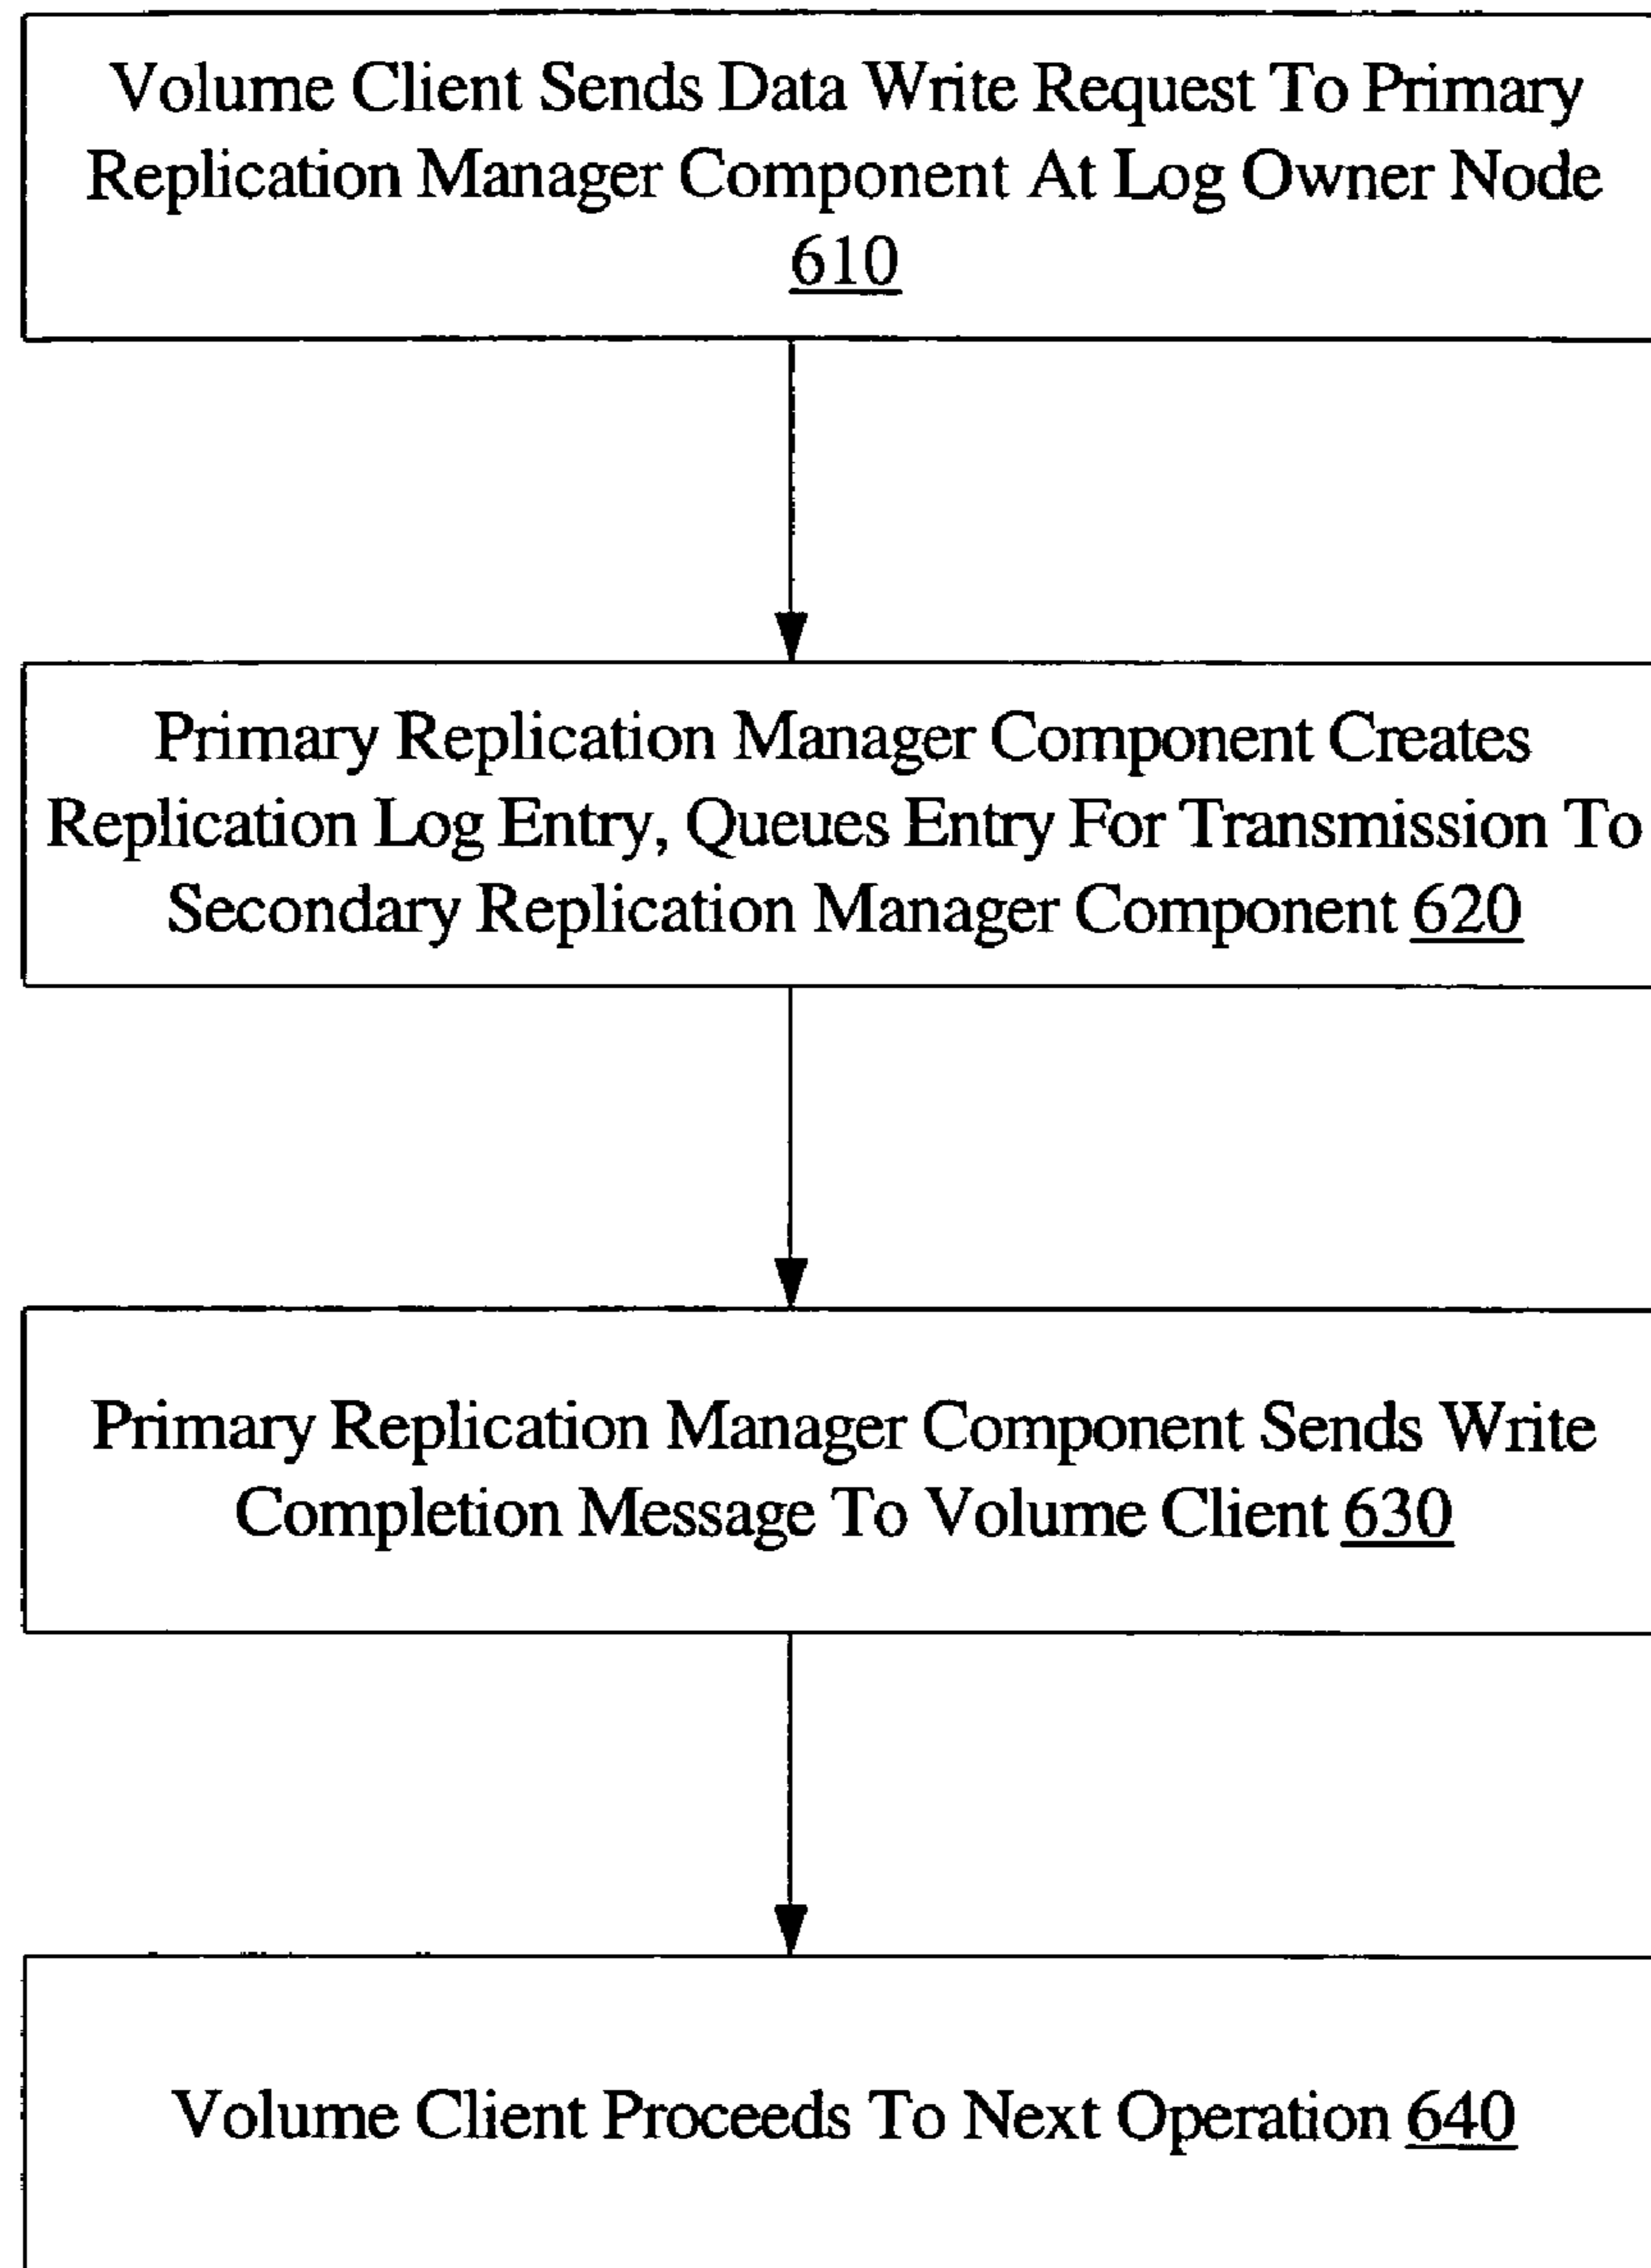 Volume Client Sends Data Write Request To Primary
Replication Manager Component At Log Owner Node
610
Primary Replication Manager Component Creates
Replication Log Entry, Queues Entry For Transmission To
Secondary Replication Manager Component 620
Primary Replication Manager Component Sends Write
Completion Message To Volume Client 630
Volume Client Proceeds To Next Operation 640